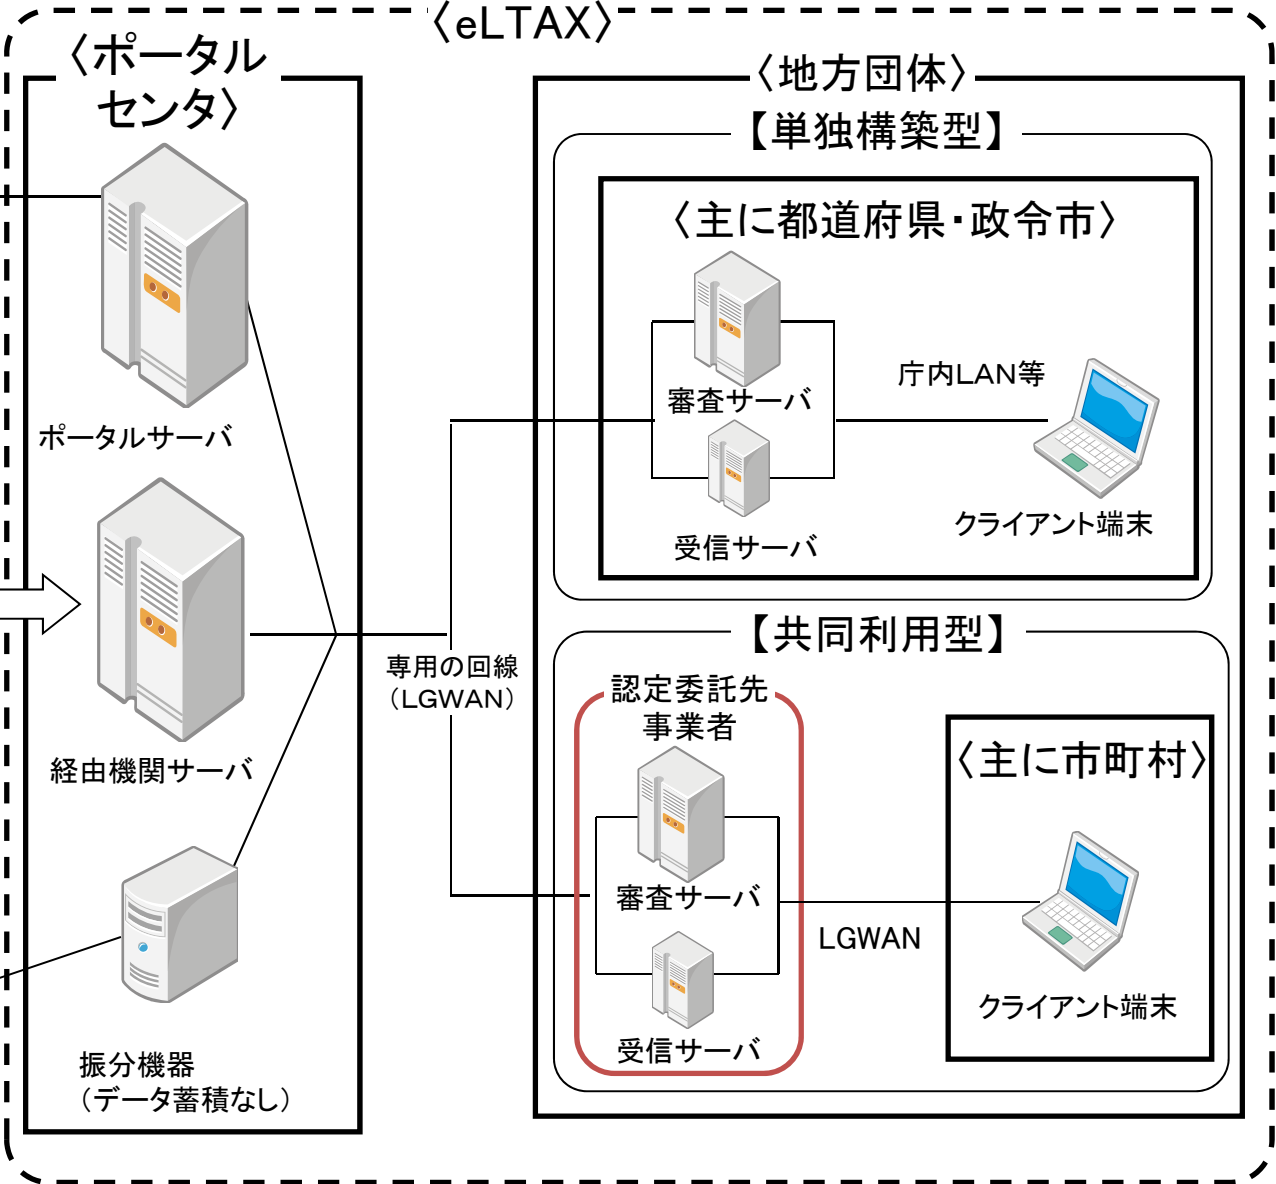 〈eLTAX〉
〈ポータル
センタ〉
ポータルサーバ
経由機関サーバ
振分機器
（データ蓄積なし）
専用の回線
（LGWAN）
〈地方団体〉
【単独構築型】
〈主に都道府県・政令市〉
審査サーバ
受信サーバ
庁内LAN等
クライアント端末
【共同利用型】
認定委託先
事業者
審査サーバ
受信サーバ
LGWAN
〈主に市町村〉
クライアント端末